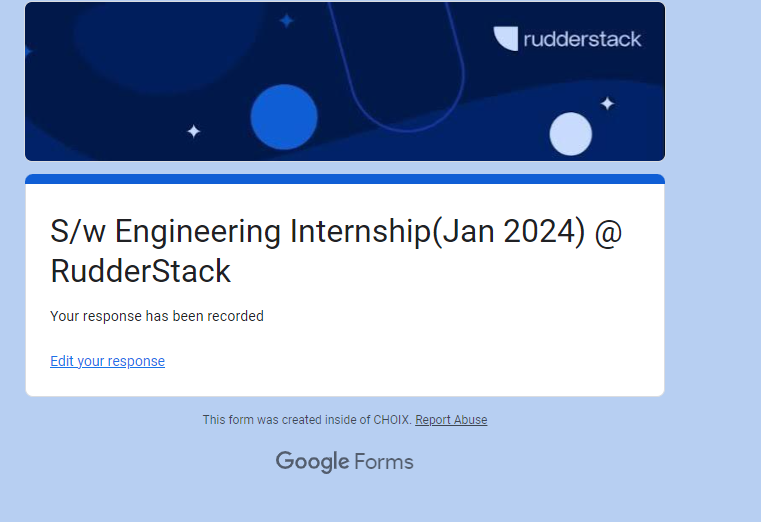 rudderstack
S/w Engineering Internship(Jan 2024) @
RudderStack
Your response has been recorded
Edit your response
This form was created inside of CHOIX. Report Abuse
Google Forms